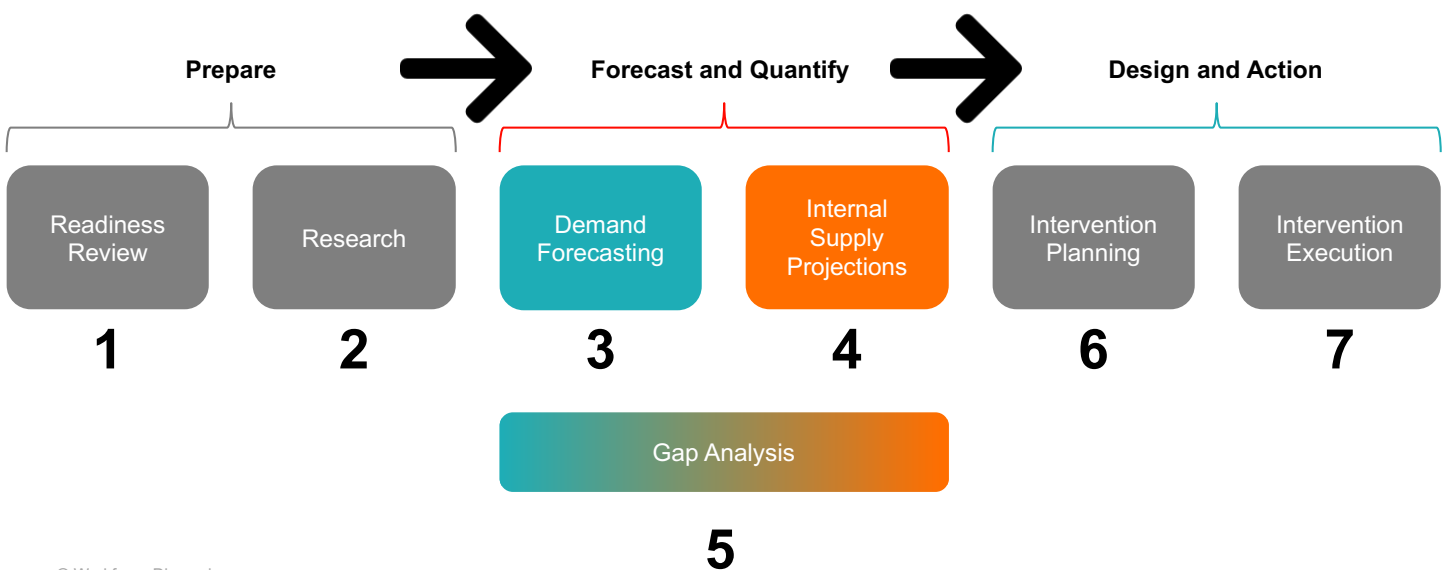 Prepare
Forecast and Quantify
Design and Action
Readiness
Review
Research
Demand
Forecasting
Internal
Supply
Projections
Intervention
Planning
Intervention
Execution
1
2
3
4
6
7
Gap Analysis
5